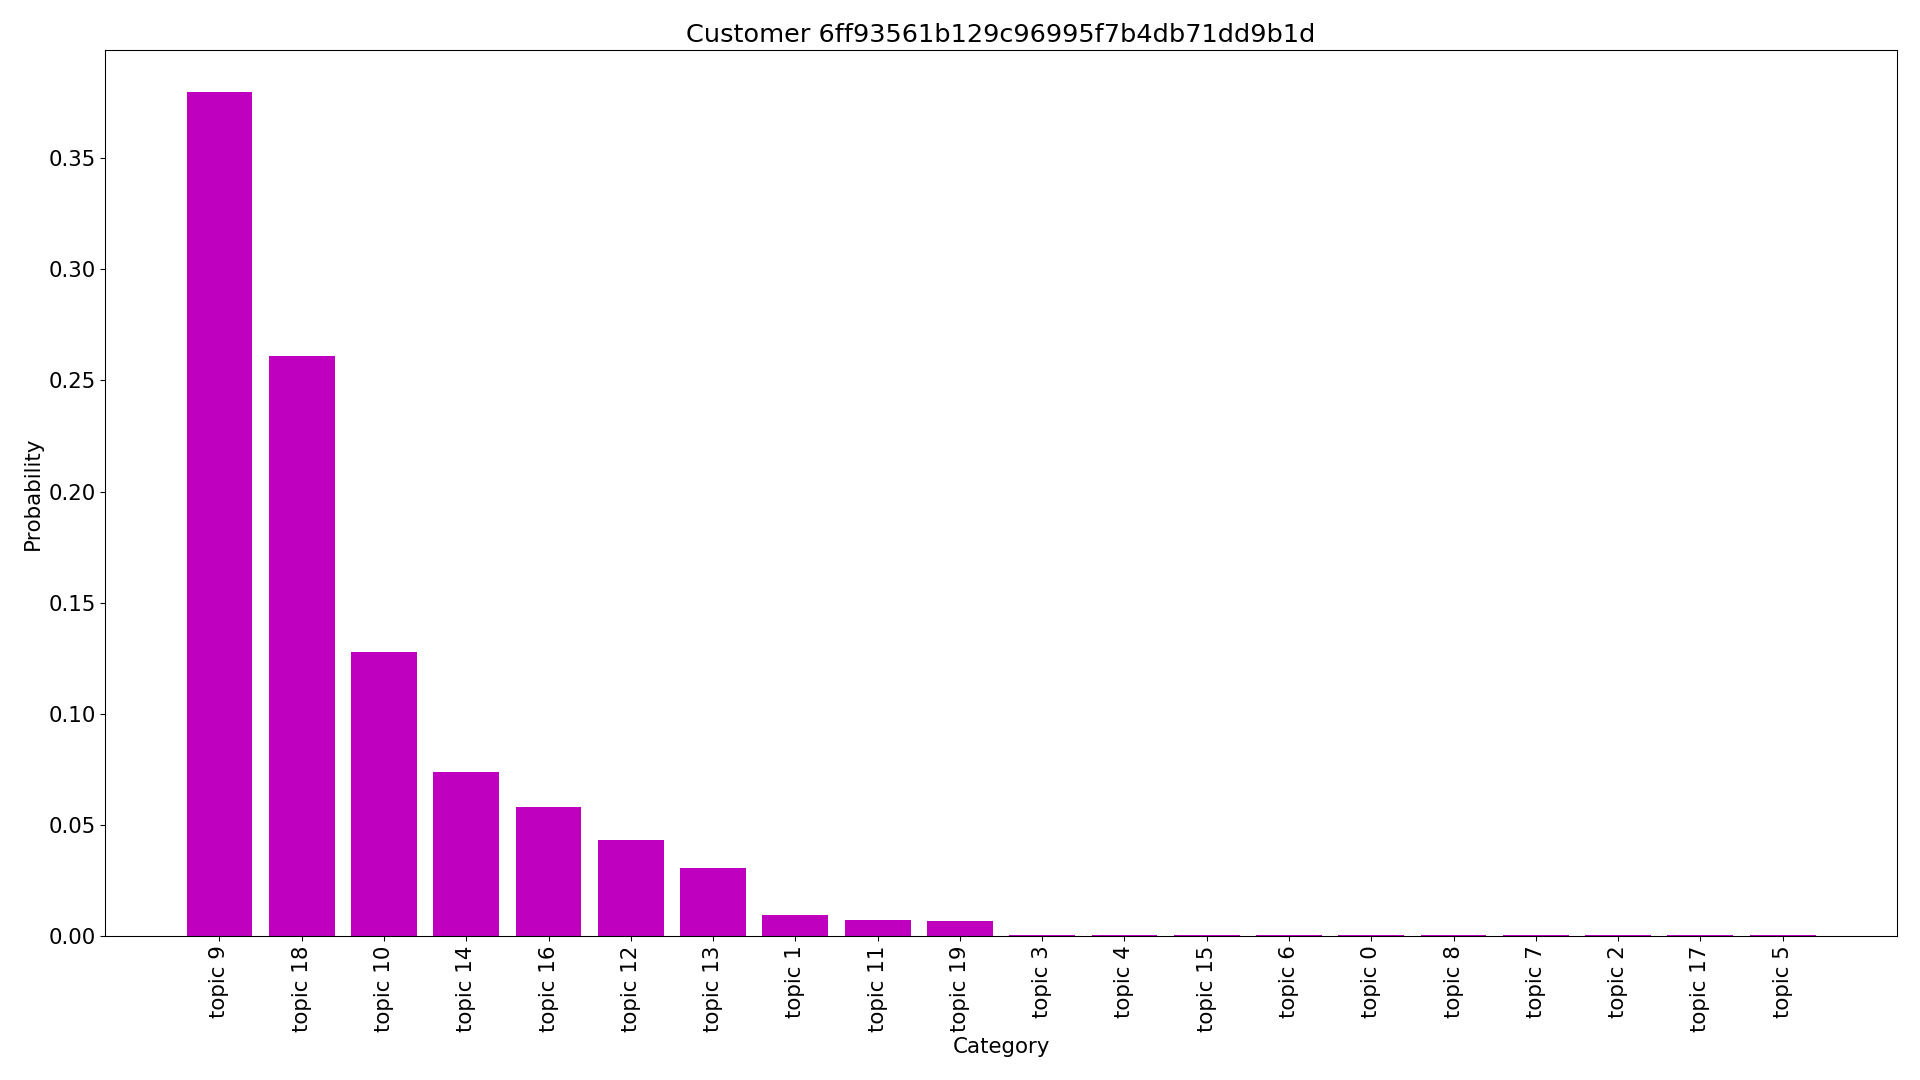 Customer 6ff93561b129c96995f7b4db71dd9b1d
Probability
0.35
0.30
0.25
0.20
0.15
0.10
0.05
0.00
topic 9
topic 18
topic 10
topic 14
topic 16
topic 12
topic 13
topic 1
topic 11
topic 19
topic 3
topic 4
topic 15
topic 6
topic 0
topic 8
topic 7
topic 2
topic 17
topic 5
Category